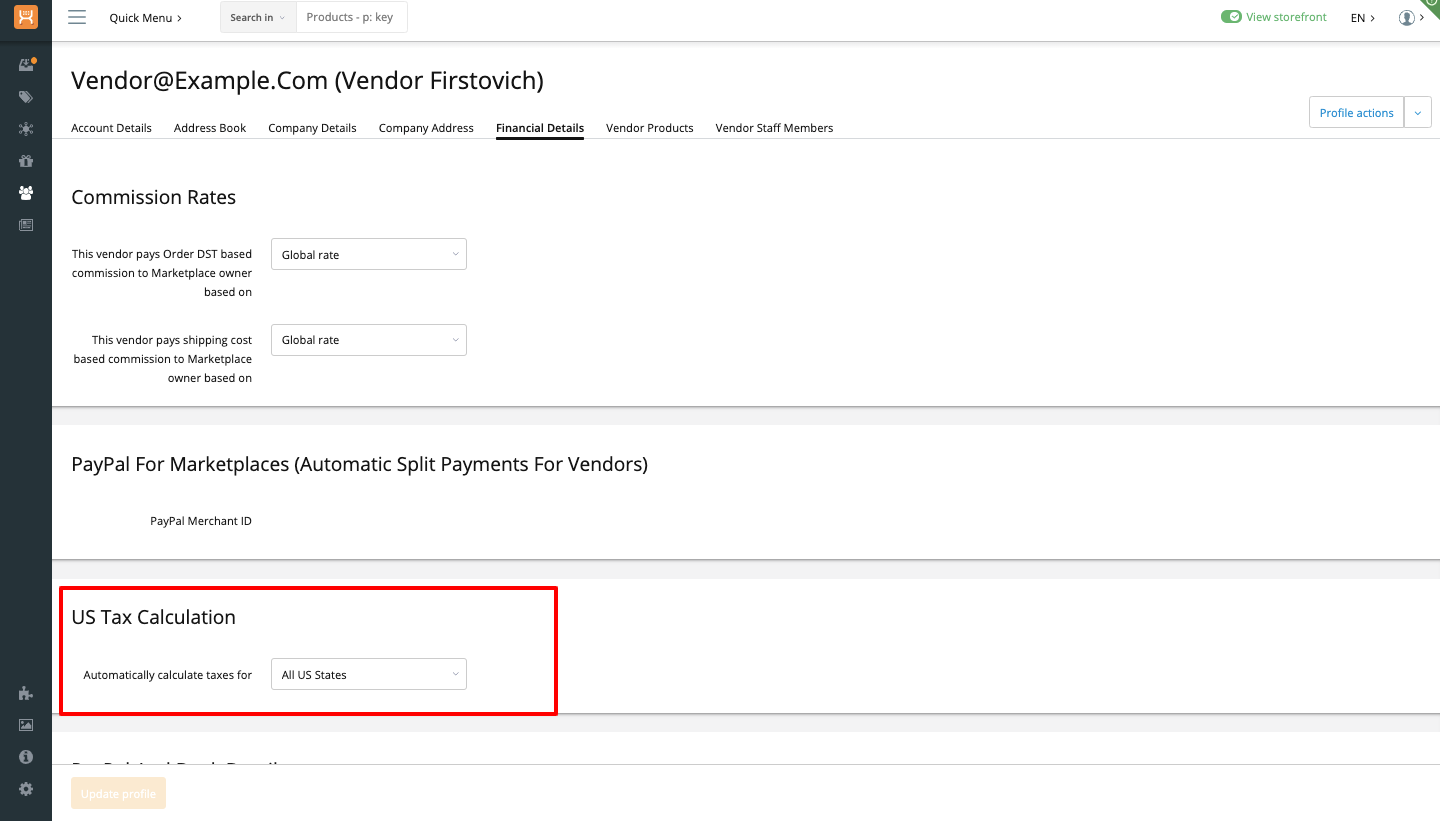 Quick Menu
Search in
Products - p: key
View storefront
EN
Vendor@Example.Com (Vendor Firstovich)
Profile actions
Account Details
Address Book
Company Details
Company Address
Financial Details
Vendor Products
Vendor Staff Members
Commission Rates
This vendor pays Order DST based
commission to Marketplace owner
based on
Global rate
This vendor pays shipping cost
based commission to Marketplace
owner based on
Global rate
PayPal For Marketplaces (Automatic Split Payments For Vendors)
PayPal Merchant ID
US Tax Calculation
Automatically calculate taxes for
All US States
Update profile